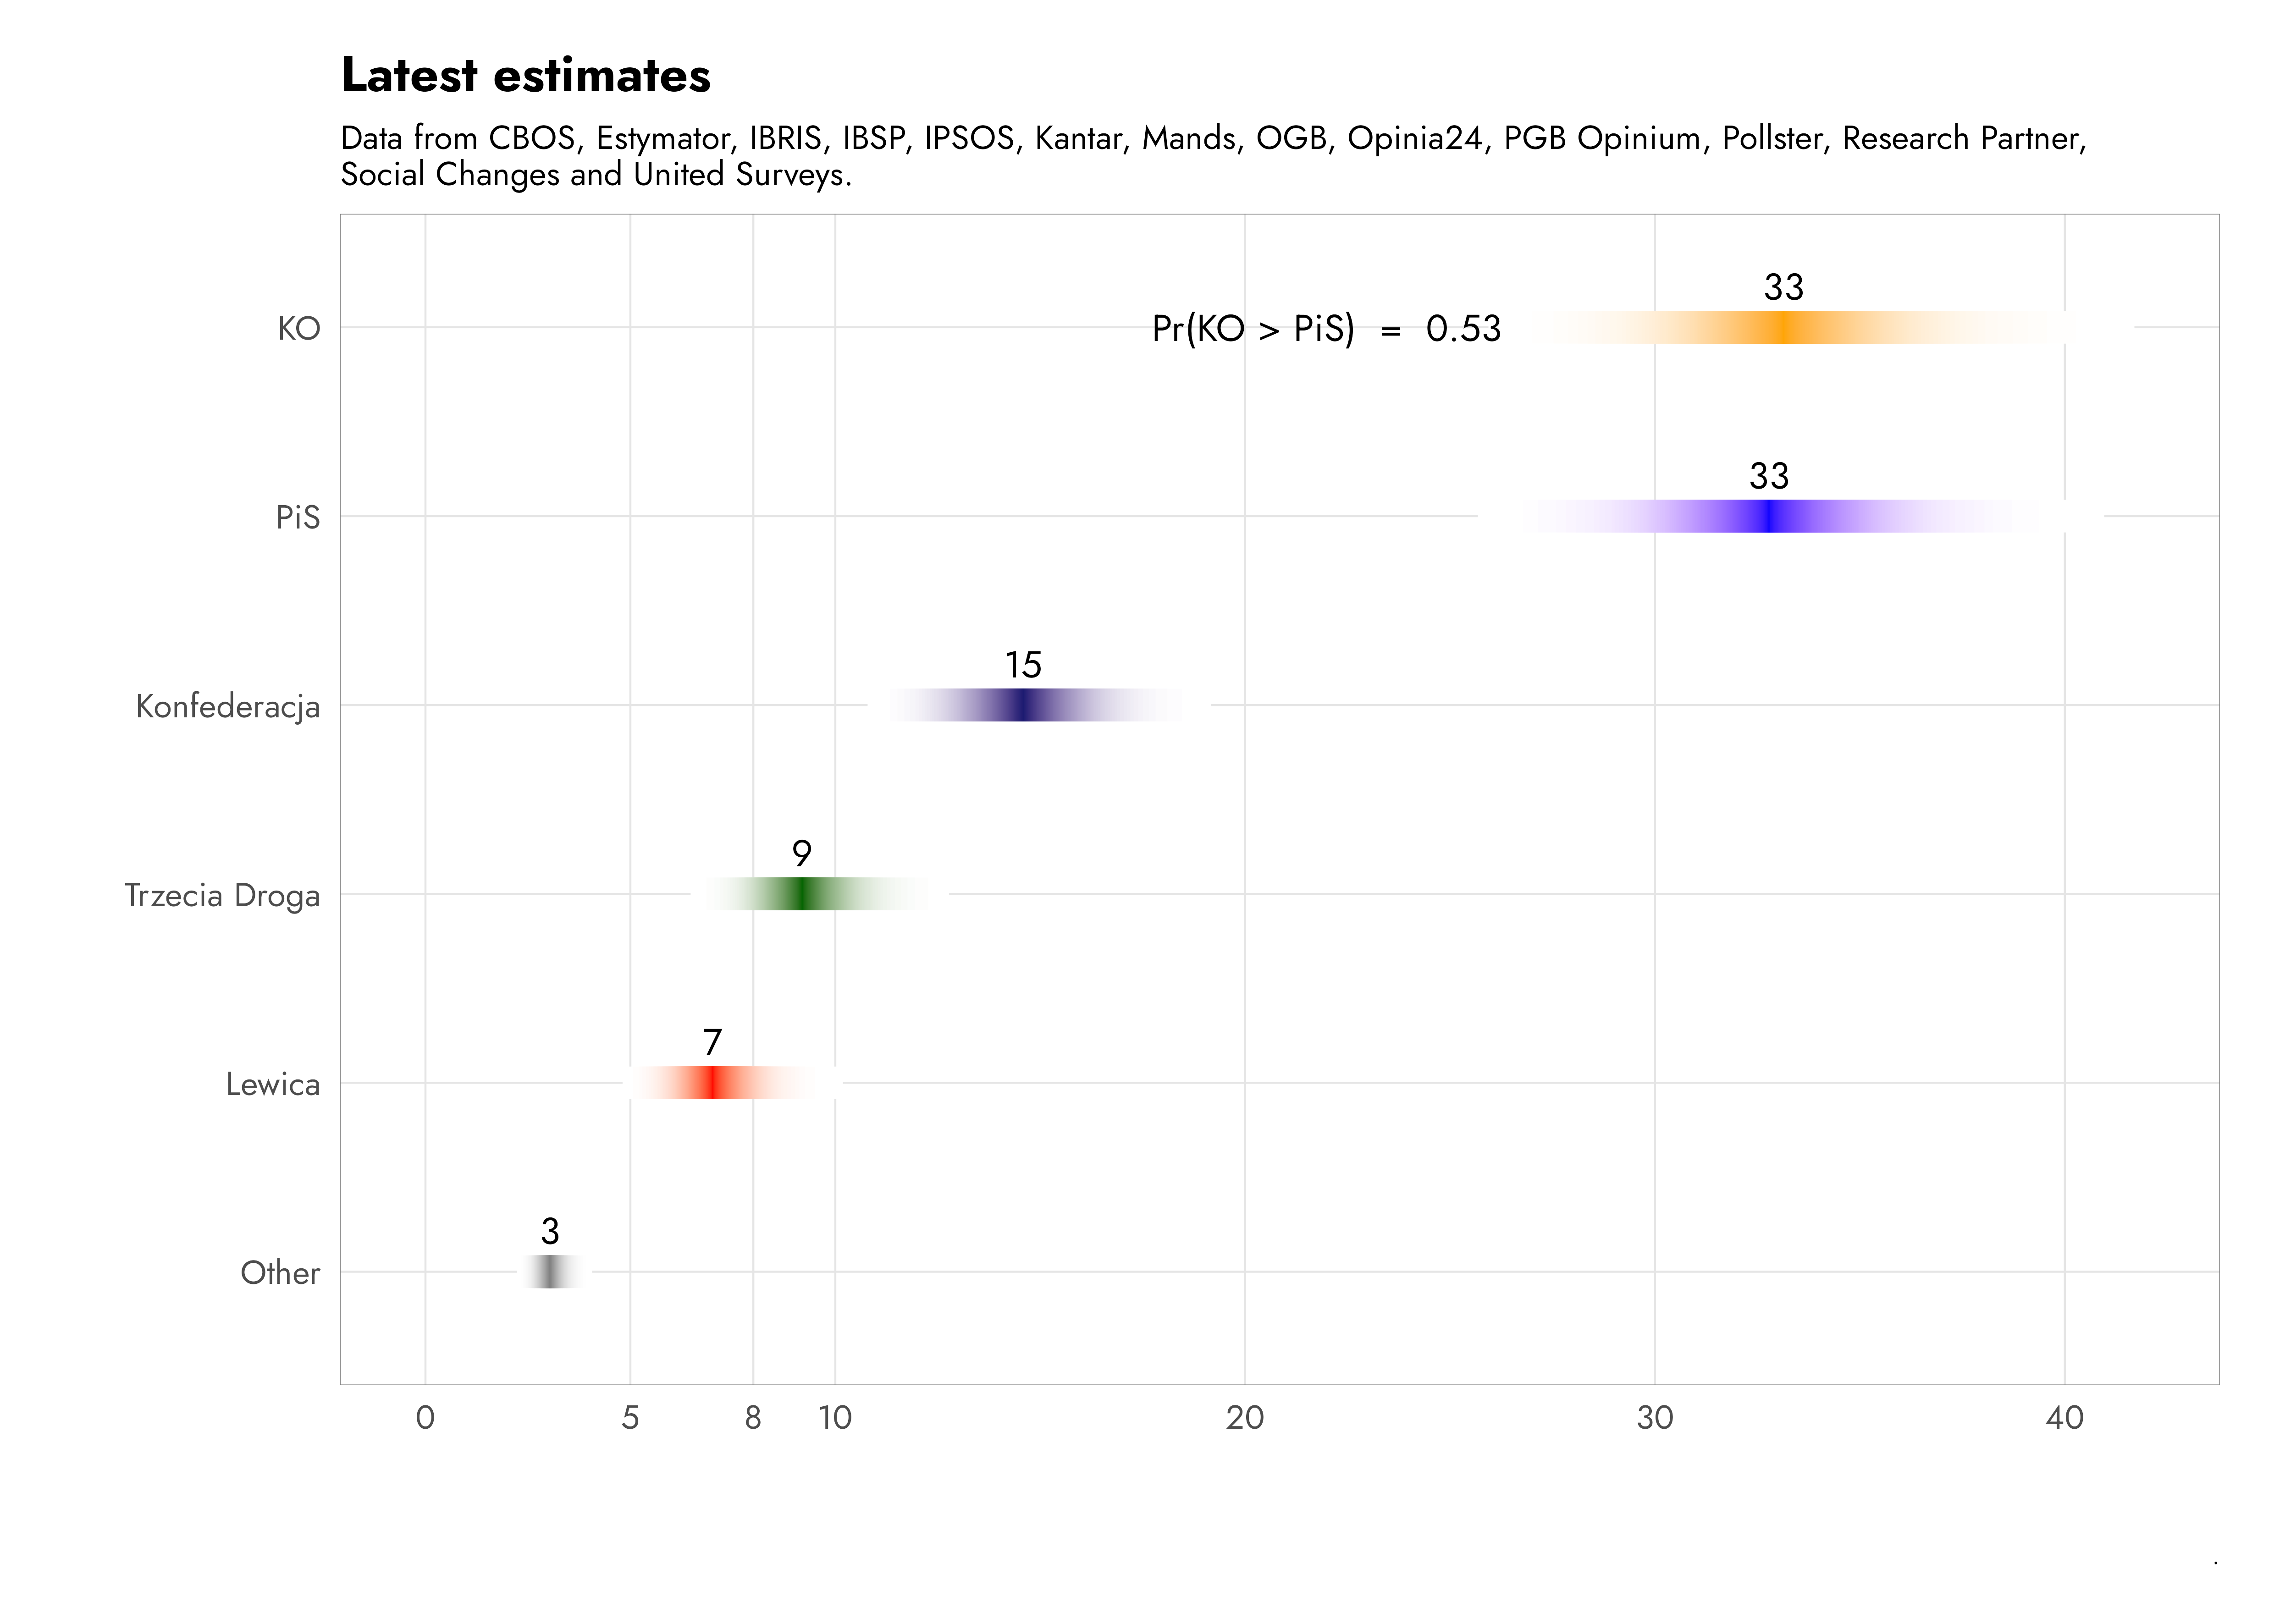 Latest estimates
Data from CBOS, Estymator, IBRIS, IBSP, IPSOS, Kantar, Mands, OGB, Opinia24, PGB Opinium, Pollster, Research Partner,
Social Changes and United Surveys.
33
KO
Pr(KO > PiS) = 0.53
33
PiS
15
Konfederacja
9
Trzecia Droga
7
Lewica
3
Other
0 5 8 10 20 30 40
.